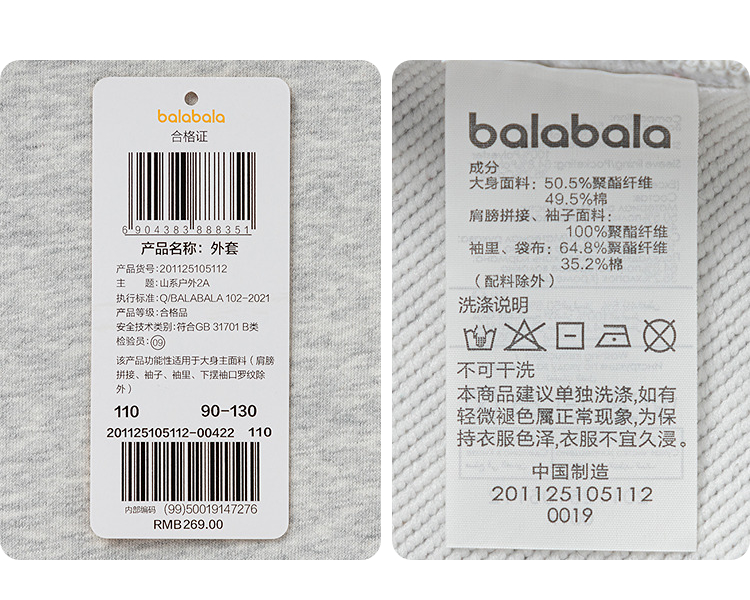 balabala
合格证
6 904383 888351
产品名称：外套
产品货号：201125105112
主 题：山系户外2A
执行标准：Q/BALABALA 102-2021
产品等级：合格品
安全技术类别：符合GB 31701 B类
检验员：09
该产品功能性适用于大身主面料（肩膀
拼接、袖子、袖里、下摆袖口罗纹除
外）
110 90-130
201125105112-00422 110
内部编码 (99)50019147276
RMB269.00
balabala
成分
大身面料：50.5%聚酯纤维
49.5%棉
肩膀拼接、袖子面料：
100%聚酯纤维
袖里、袋布：64.8%聚酯纤维
35.2%棉
（配料除外）
洗涤说明
不可干洗
本商品建议单独洗涤,如有
轻微褪色属正常现象,为保
持衣服色泽,衣服不宜久浸。
中国制造
201125105112
0019